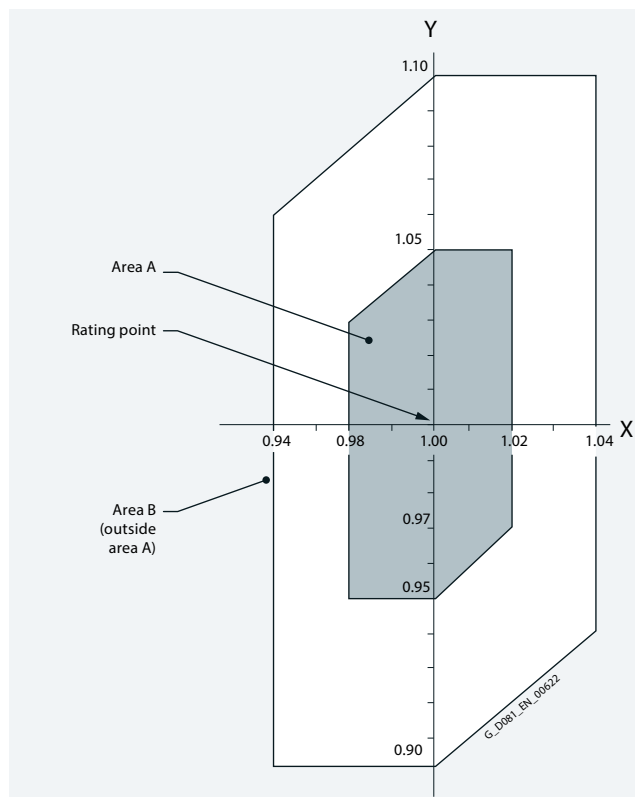 Y
1.10
1.05
Area A
Rating point
X
0.94 0.98 1.00 1.02 1.04
Area B
(outside
area A)
0.97
0.95
0.90
G_D081_EN_00622